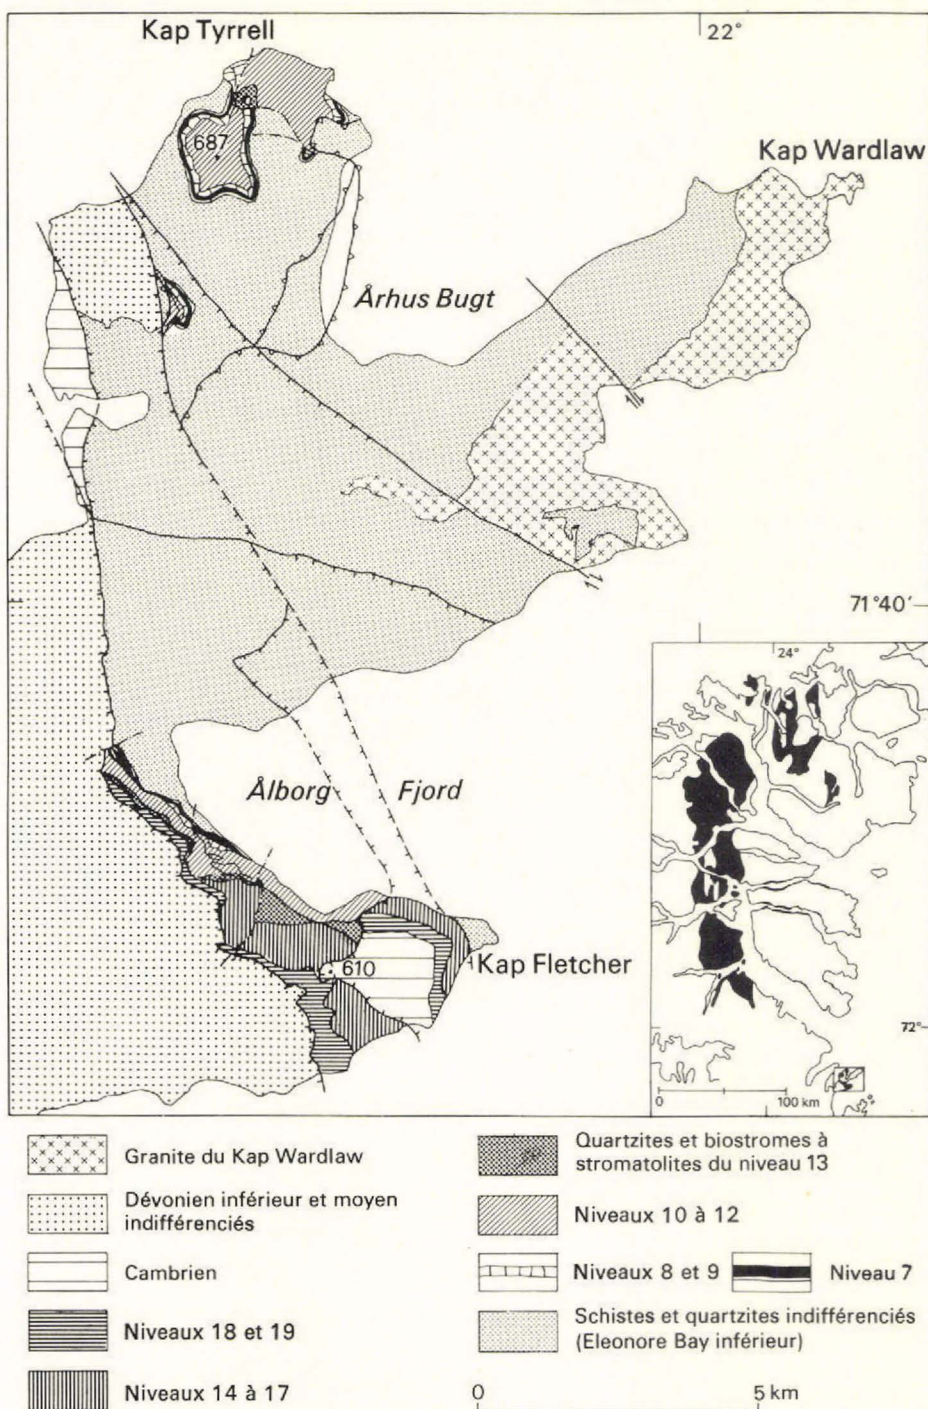 Kap Tyrrell
22°
687
Kap Wardlaw
Århus Bugt
71°40′
24°
Ålborg Fjord
610
Kap Fletcher
72°
0 100 km
Granite du Kap Wardlaw
Dévonien inférieur et moyen
indifférenciés
Cambrien
Niveaux 18 et 19
Niveaux 14 à 17
Quartzites et biostromes à
stromatolites du niveau 13
Niveaux 10 à 12
Niveaux 8 et 9
Niveau 7
Schistes et quartzites indifférenciés
(Eleonore Bay inférieur)
0 5 km